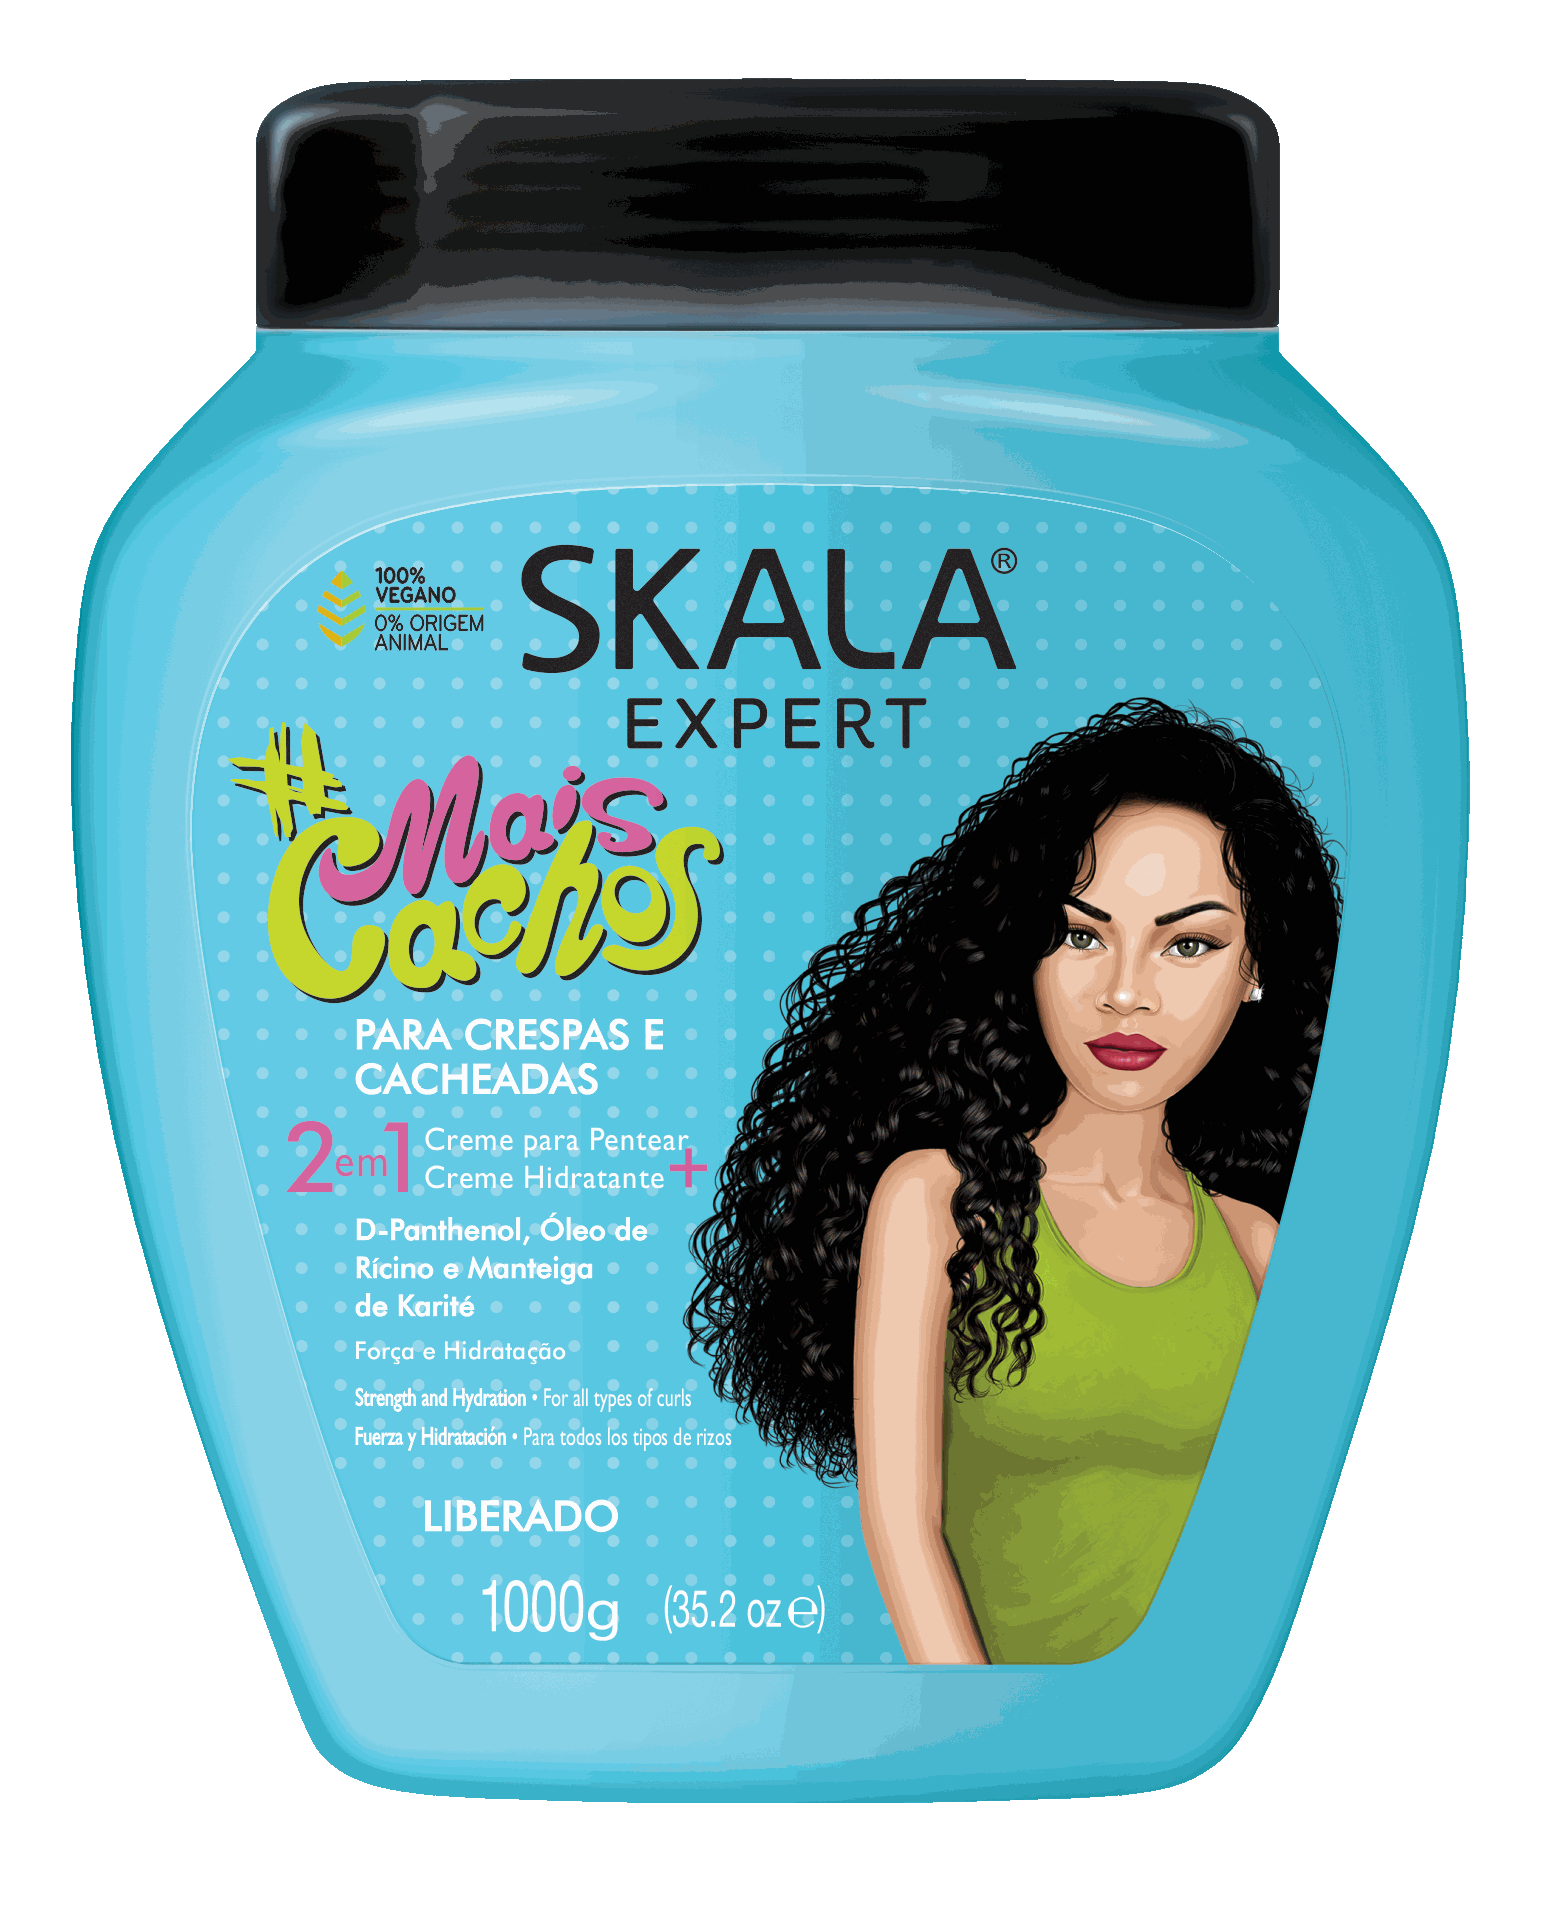 SKALA®
EXPERT
100%
VEGANO
0% ORIGEM
ANIMAL
#Mais
Cachos
PARA CRESPAS E
CACHEADAS
2em1 Creme para Pentear +
Creme Hidratante
D-Panthenol, Óleo de
Rícino e Manteiga
de Karité
Força e Hidratação
Strength and Hydration • For all types of curls
Fuerza y Hidratación • Para todos los tipos de rizos
LIBERADO
1000g (35.2 oz ℮)